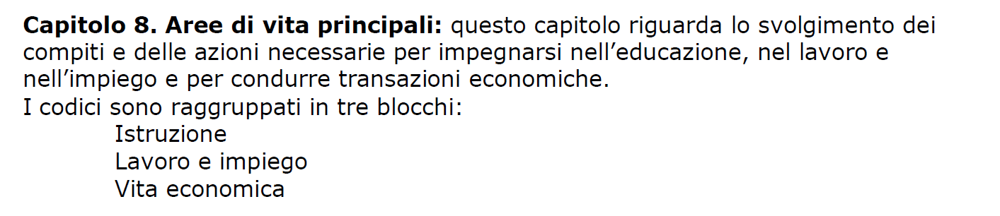 Capitolo 8. Aree di vita principali: questo capitolo riguarda lo svolgimento dei
compiti e delle azioni necessarie per impegnarsi nell’educazione, nel lavoro e
nell’impiego e per condurre transazioni economiche.
I codici sono raggruppati in tre blocchi:
Istruzione
Lavoro e impiego
Vita economica